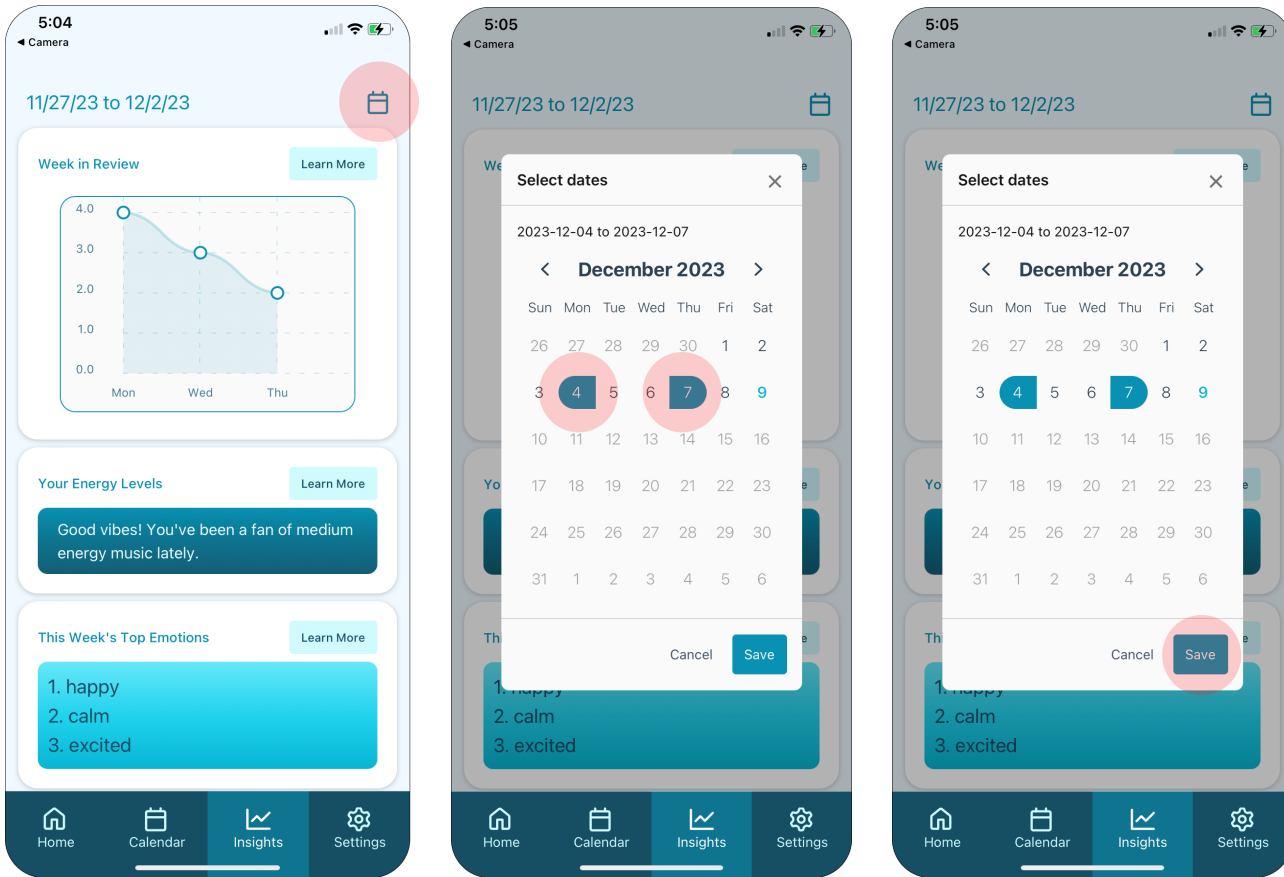 5:04
◀ Camera
11/27/23 to 12/2/23
Week in Review
Learn More
4.0
3.0
2.0
1.0
0.0
Mon Wed Thu
Your Energy Levels
Learn More
Good vibes! You've been a fan of medium
energy music lately.
This Week's Top Emotions
Learn More
1. happy
2. calm
3. excited
Home Calendar Insights Settings
5:05
◀ Camera
11/27/23 to 12/2/23
We
e
Select dates
2023-12-04 to 2023-12-07
December 2023
Sun Mon Tue Wed Thu Fri Sat
26 27 28 29 30 1 2
3 4 5 6 7 8 9
10 11 12 13 14 15 16
17 18 19 20 21 22 23
24 25 26 27 28 29 30
31 1 2 3 4 5 6
Cancel Save
Yo
e
Th
e
1. happy
2. calm
3. excited
Home Calendar Insights Settings
5:05
◀ Camera
11/27/23 to 12/2/23
We
e
Select dates
2023-12-04 to 2023-12-07
December 2023
Sun Mon Tue Wed Thu Fri Sat
26 27 28 29 30 1 2
3 4 5 6 7 8 9
10 11 12 13 14 15 16
17 18 19 20 21 22 23
24 25 26 27 28 29 30
31 1 2 3 4 5 6
Cancel Save
Yo
e
Th
e
1. happy
2. calm
3. excited
Home Calendar Insights Settings